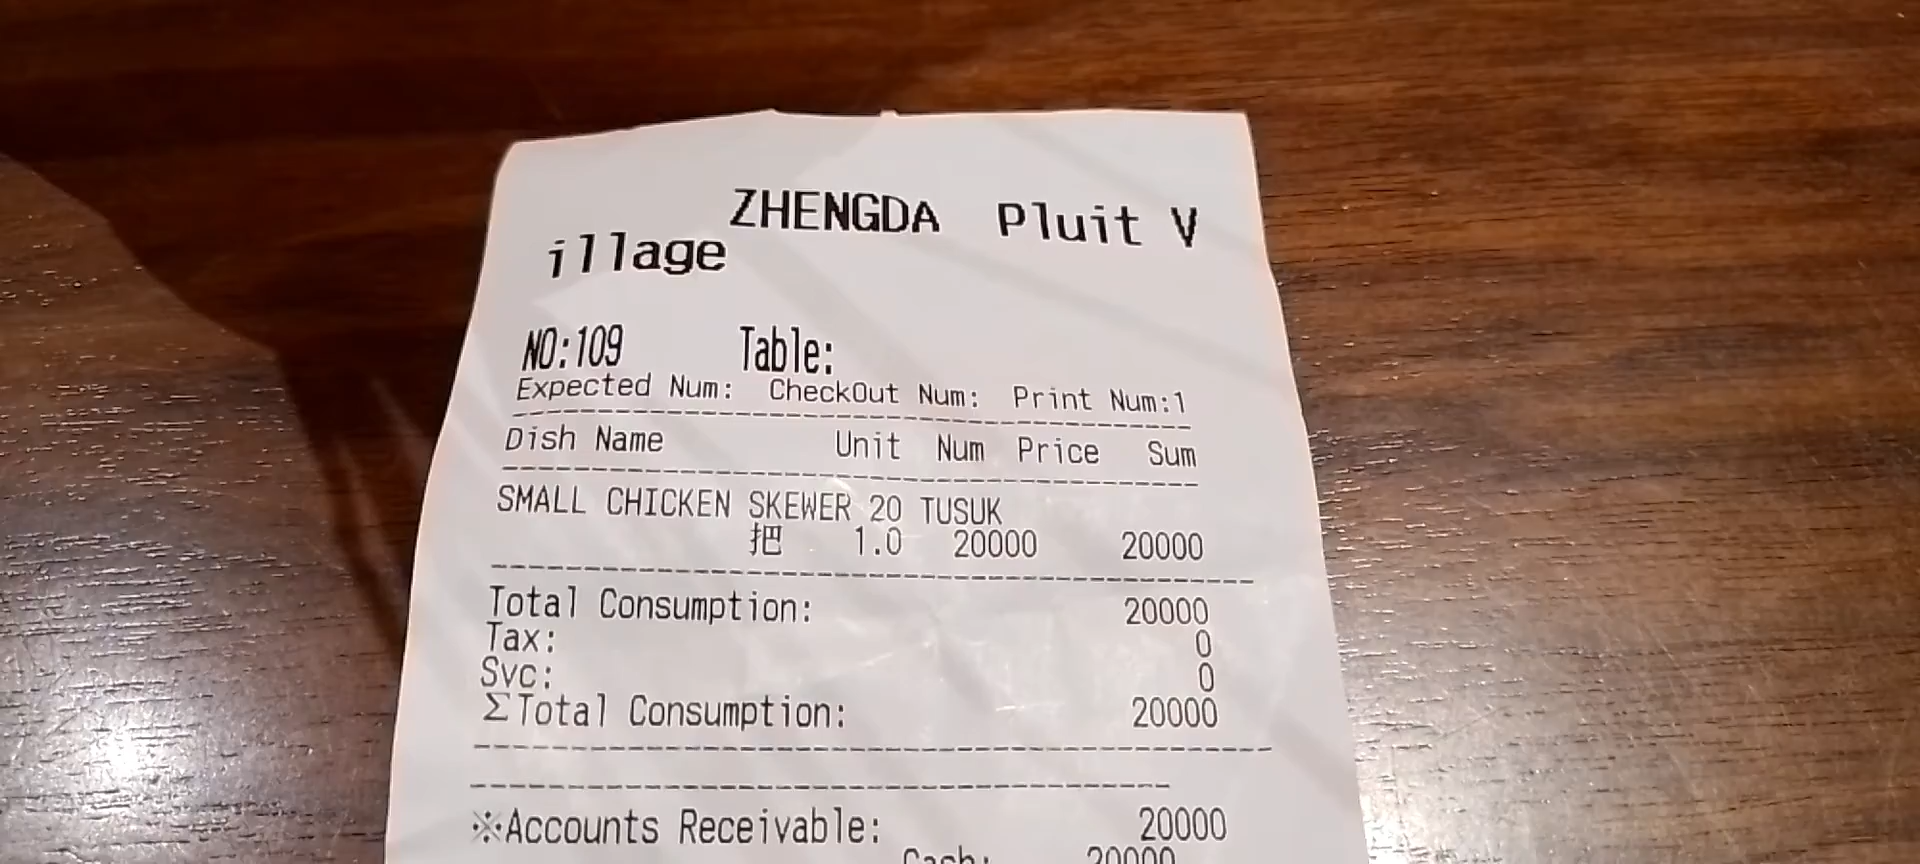 ZHENGDA Pluit V
illage
NO:109 Table:
Expected Num: CheckOut Num: Print Num:1
Dish Name Unit Num Price Sum
SMALL CHICKEN SKEWER 20 TUSUK
把 1.0 20000 20000
Total Consumption: 20000
Tax: 0
Svc: 0
ΣTotal Consumption: 20000
※Accounts Receivable: 20000
Cash: 20000